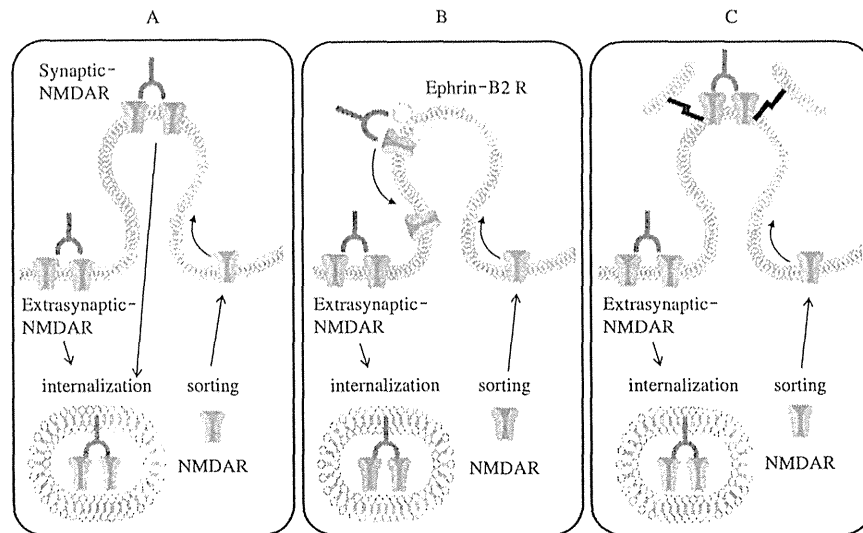 A
Synaptic-
NMDAR
Extrasynaptic-
NMDAR
internalization
sorting
NMDAR
B
Ephrin-B2 R
Extrasynaptic-
NMDAR
internalization
sorting
NMDAR
C
Extrasynaptic-
NMDAR
internalization
sorting
NMDAR